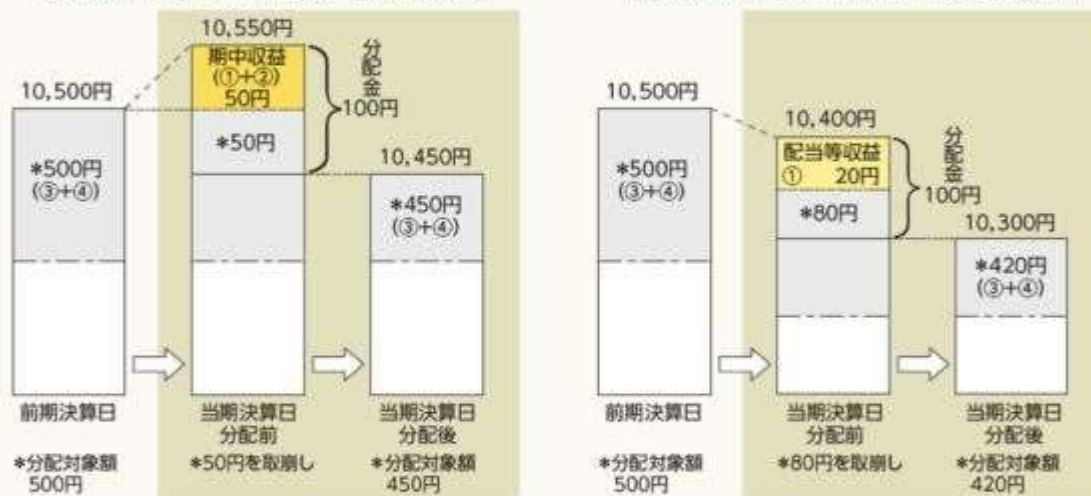 10,550円
期中収益
(①+②)
50円
*50円
分配金
100円
10,500円
*500円
(③+④)
10,450円
*450円
(③+④)
前期決算日
当期決算日
分配前
当期決算日
分配後
*分配対象額
500円
*50円を取崩し
*分配対象額
450円
10,500円
*500円
(③+④)
10,400円
配当等収益
① 20円
*80円
分配金
100円
10,300円
*420円
(③+④)
前期決算日
当期決算日
分配前
当期決算日
分配後
*分配対象額
500円
*80円を取崩し
*分配対象額
420円